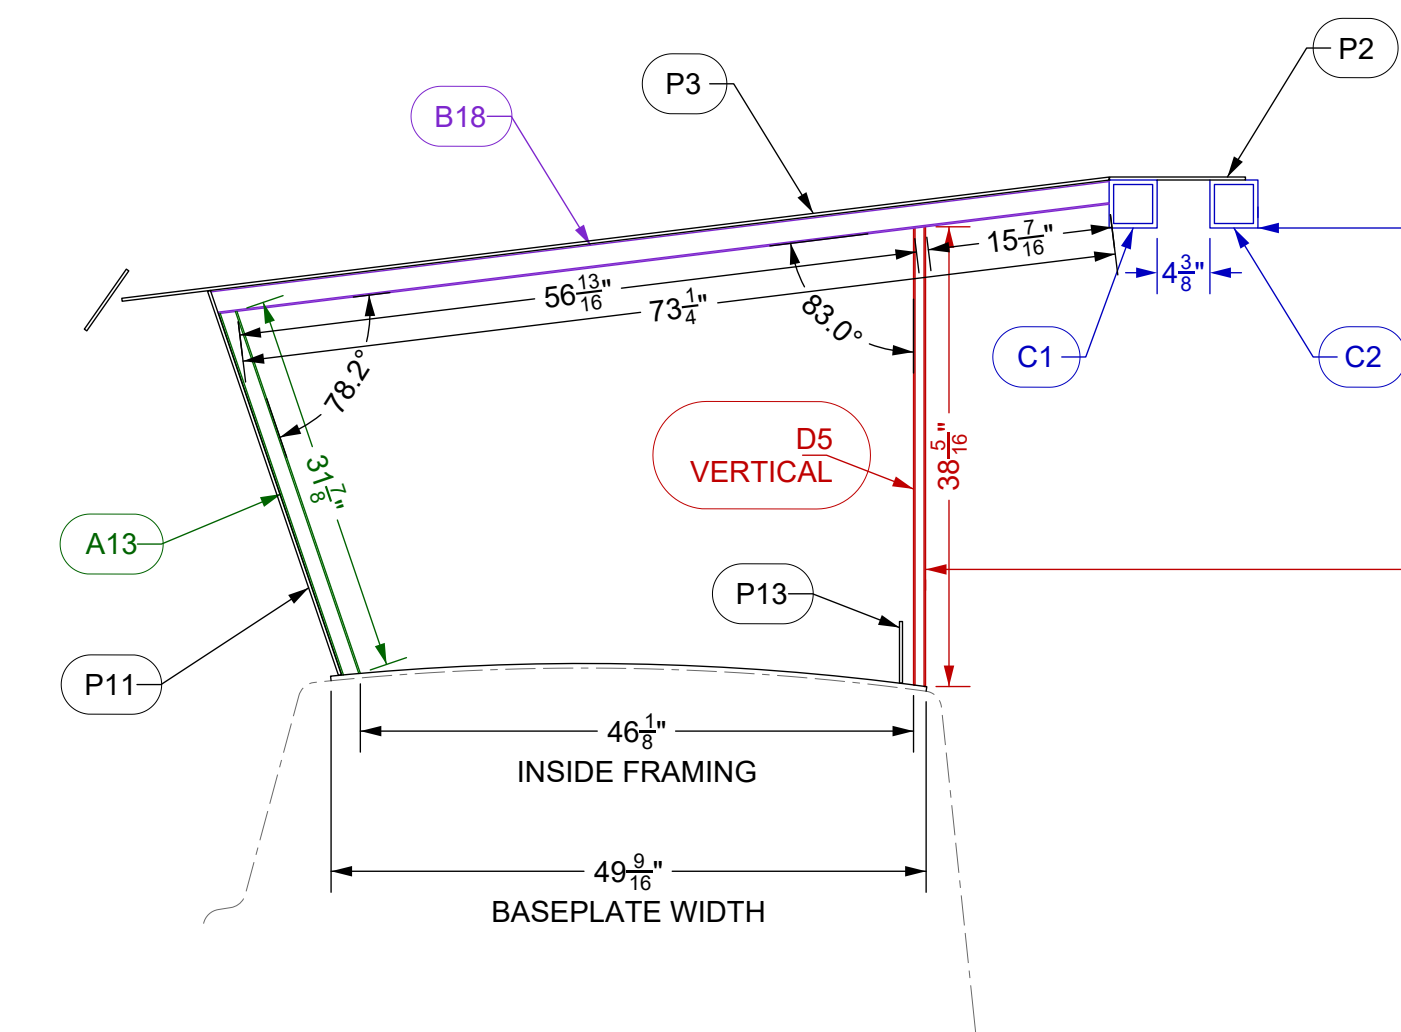 P2
P3
B18
15 7/16"
56 13/16"
4 3/8"
73 1/4"
83.0°
C1
C2
78.2°
D5
VERTICAL
38 5/16"
31 7/8"
A13
P13
P11
46 1/8"
INSIDE FRAMING
49 9/16"
BASEPLATE WIDTH